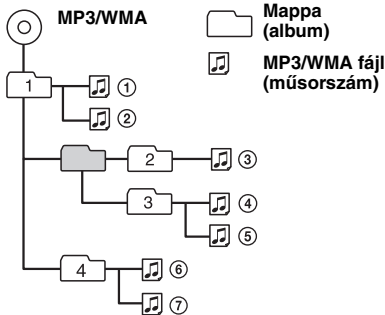 MP3/WMA
Mappa
(album)
MP3/WMA fájl
(műsorszám)
1
①
②
2
③
3
④
⑤
4
⑥
⑦